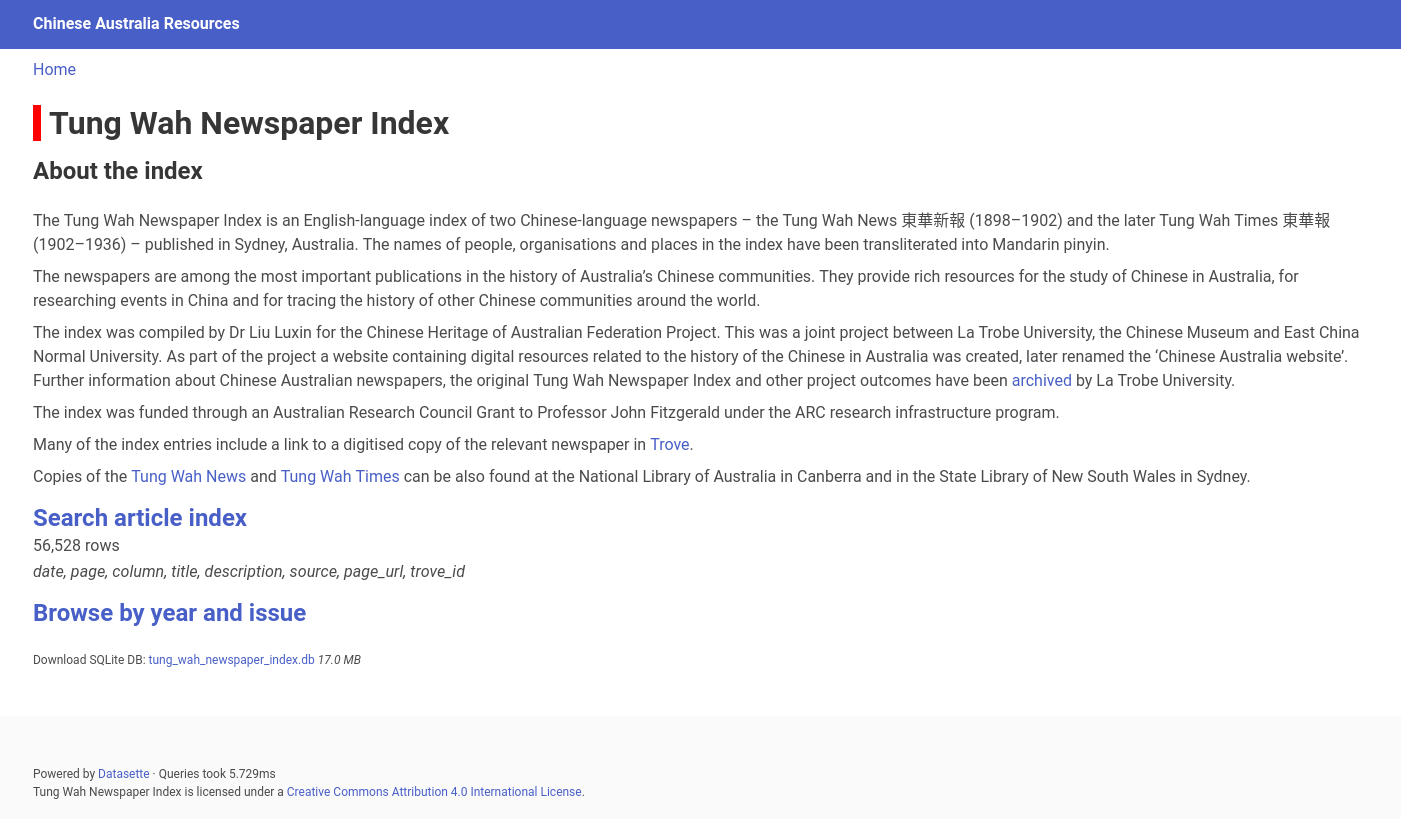 Chinese Australia Resources
Home
Tung Wah Newspaper Index
About the index
The Tung Wah Newspaper Index is an English-language index of two Chinese-language newspapers – the Tung Wah News 東華新報 (1898–1902) and the later Tung Wah Times 東華報
(1902–1936) – published in Sydney, Australia. The names of people, organisations and places in the index have been transliterated into Mandarin pinyin.
The newspapers are among the most important publications in the history of Australia’s Chinese communities. They provide rich resources for the study of Chinese in Australia, for
researching events in China and for tracing the history of other Chinese communities around the world.
The index was compiled by Dr Liu Luxin for the Chinese Heritage of Australian Federation Project. This was a joint project between La Trobe University, the Chinese Museum and East China
Normal University. As part of the project a website containing digital resources related to the history of the Chinese in Australia was created, later renamed the ‘Chinese Australia website’.
Further information about Chinese Australian newspapers, the original Tung Wah Newspaper Index and other project outcomes have been archived by La Trobe University.
The index was funded through an Australian Research Council Grant to Professor John Fitzgerald under the ARC research infrastructure program.
Many of the index entries include a link to a digitised copy of the relevant newspaper in Trove.
Copies of the Tung Wah News and Tung Wah Times can be also found at the National Library of Australia in Canberra and in the State Library of New South Wales in Sydney.
Search article index
56,528 rows
date, page, column, title, description, source, page_url, trove_id
Browse by year and issue
Download SQLite DB: tung_wah_newspaper_index.db 17.0 MB
Powered by Datasette · Queries took 5.729ms
Tung Wah Newspaper Index is licensed under a Creative Commons Attribution 4.0 International License.